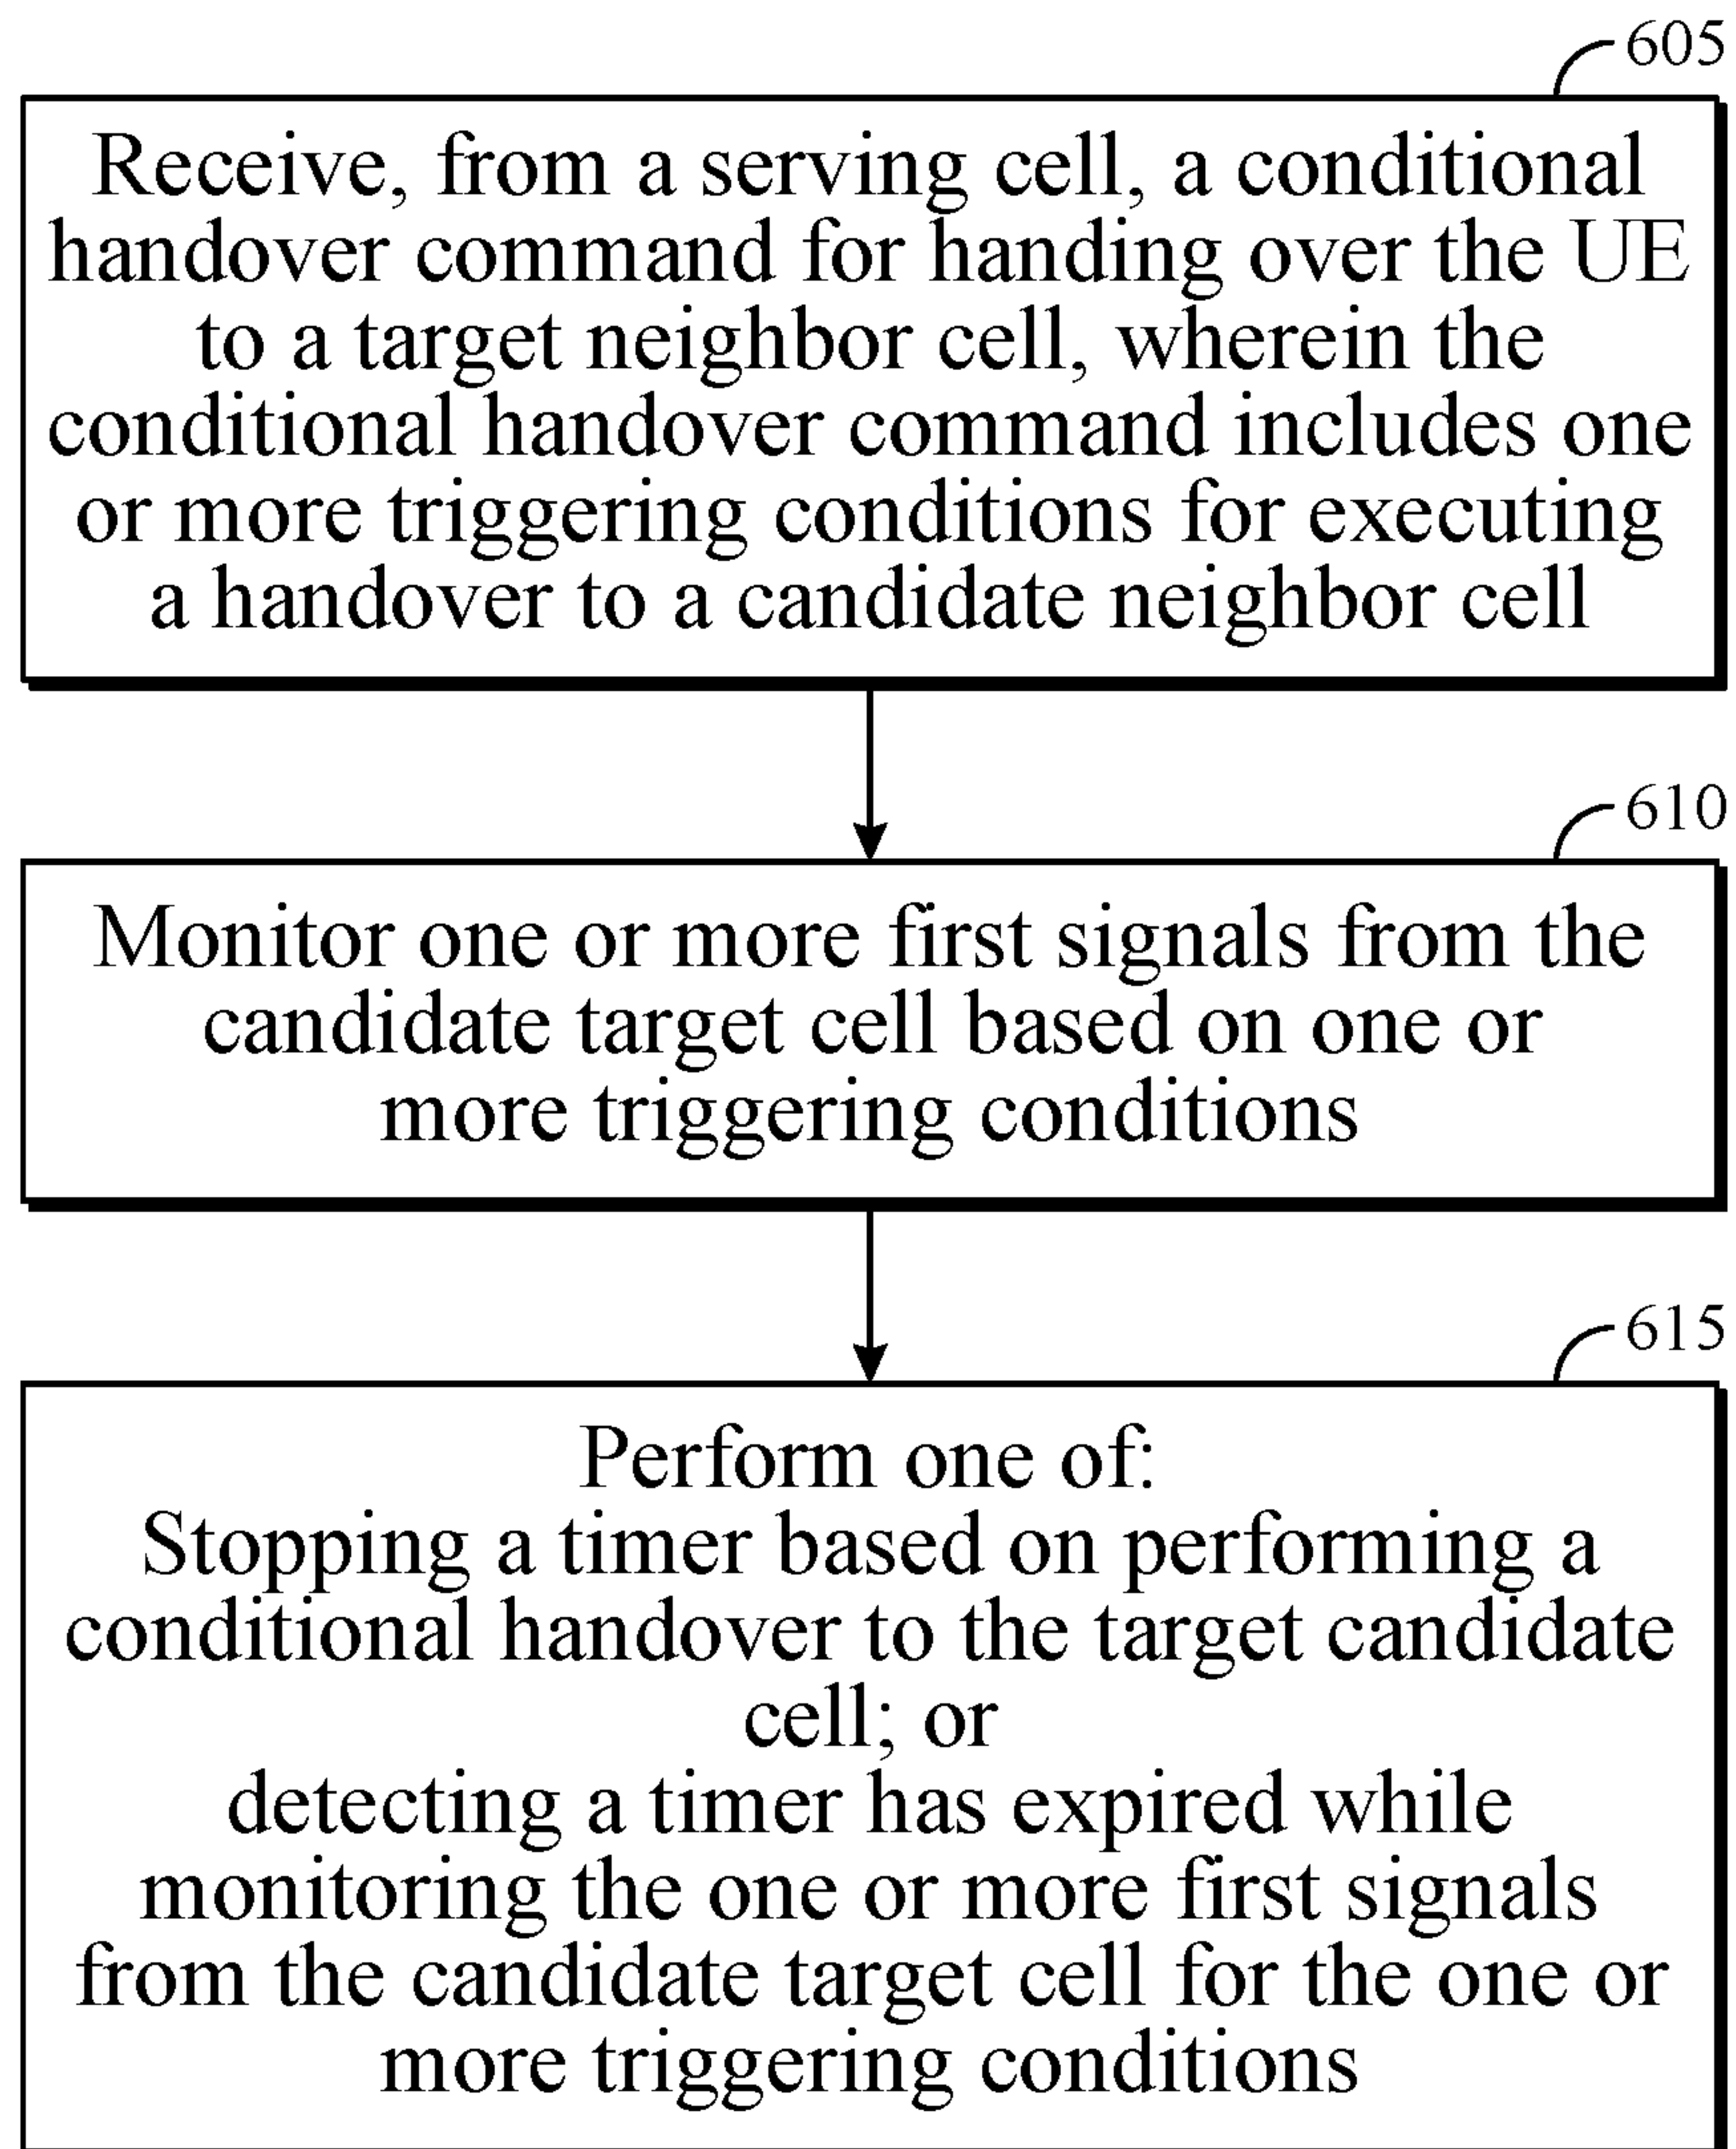 605
Receive, from a serving cell, a conditional
handover command for handing over the UE
to a target neighbor cell, wherein the
conditional handover command includes one
or more triggering conditions for executing
a handover to a candidate neighbor cell
610
Monitor one or more first signals from the
candidate target cell based on one or
more triggering conditions
615
Perform one of:
Stopping a timer based on performing a
conditional handover to the target candidate
cell; or
detecting a timer has expired while
monitoring the one or more first signals
from the candidate target cell for the one or
more triggering conditions